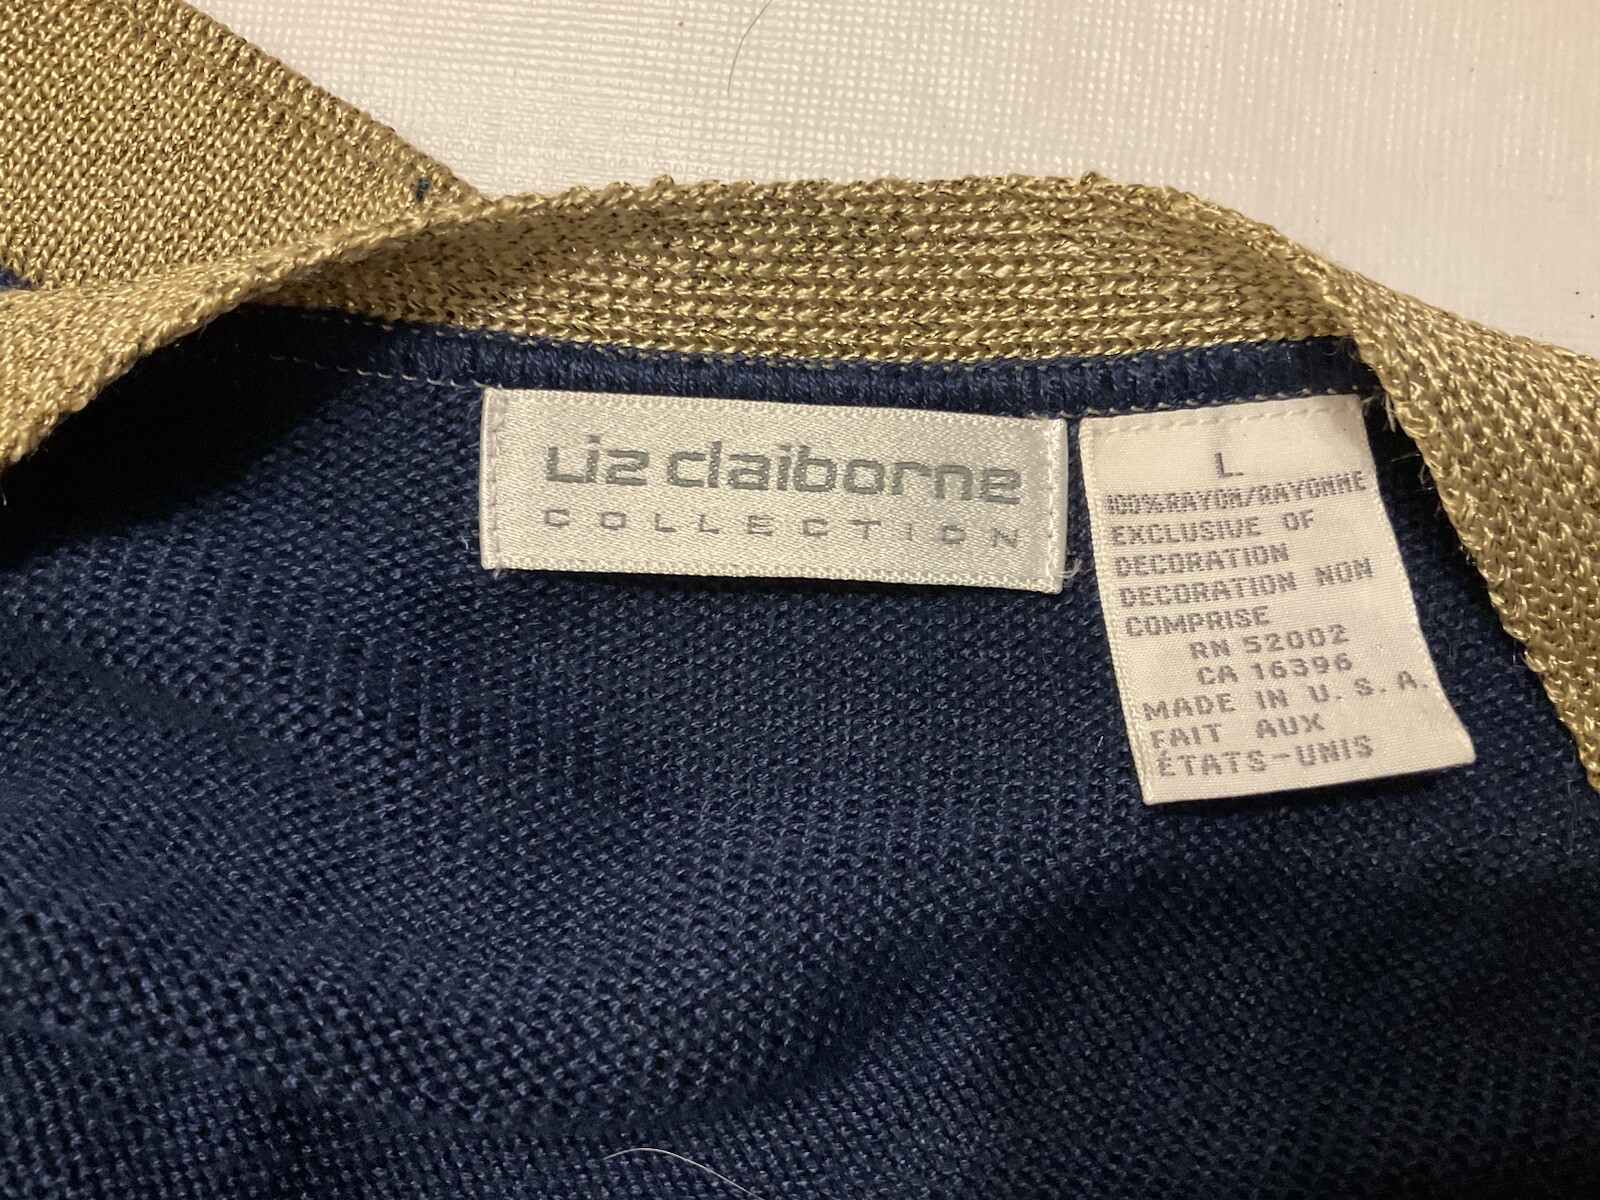 Liz claiborne
COLLECTION
L
100%RAYON/RAYONNE
EXCLUSIVE OF
DECORATION
DECORATION NON
COMPRISE
RN 52002
CA 16396
MADE IN U.S.A.
FAIT AUX
ÉTATS-UNIS